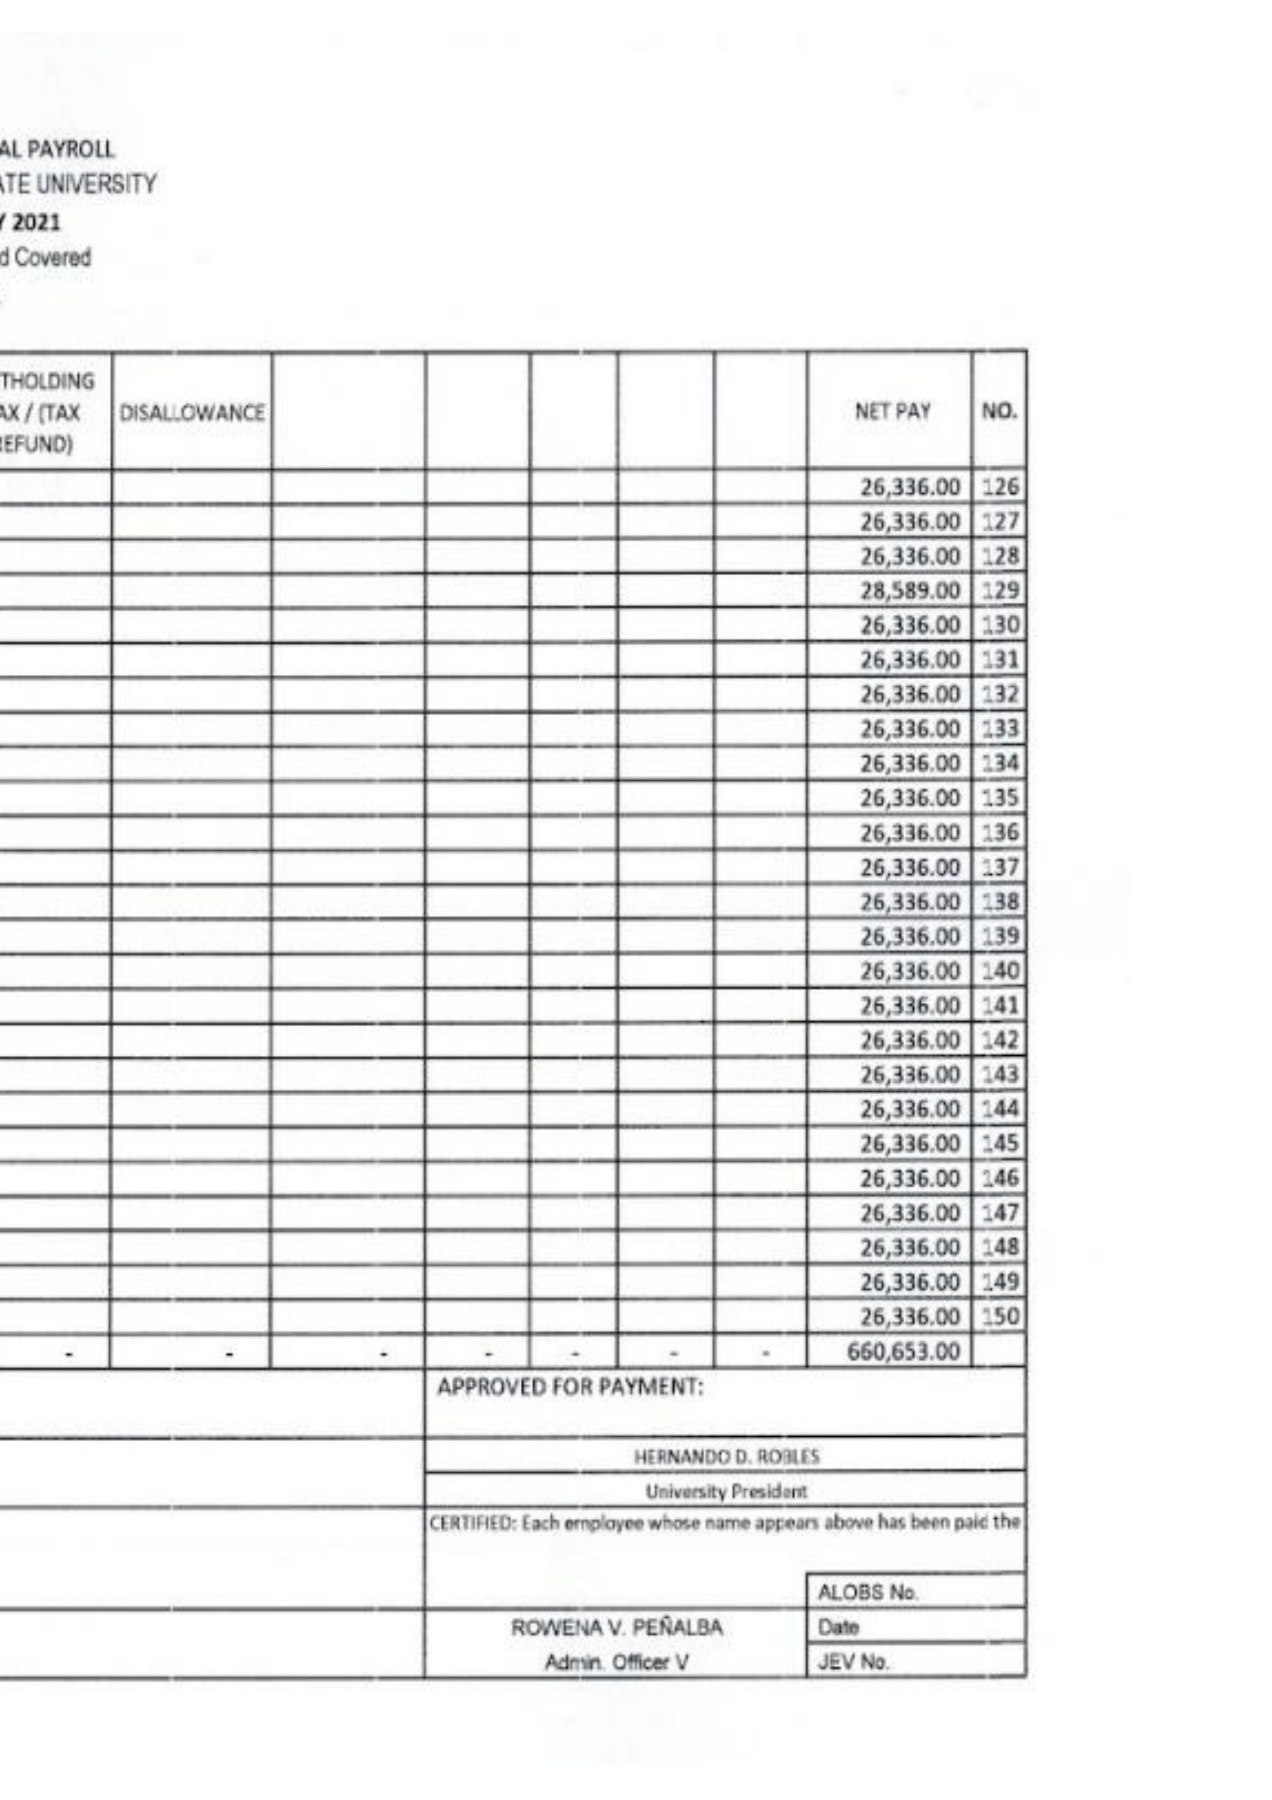 AL PAYROLL
ATE UNIVERSITY
Y 2021
d Covered
THOLDING
AX / (TAX
REFUND)
DISALLOWANCE
NET PAY
NO.
26,336.00 126
26,336.00 127
26,336.00 128
28,589.00 129
26,336.00 130
26,336.00 131
26,336.00 132
26,336.00 133
26,336.00 134
26,336.00 135
26,336.00 136
26,336.00 137
26,336.00 138
26,336.00 139
26,336.00 140
26,336.00 141
26,336.00 142
26,336.00 143
26,336.00 144
26,336.00 145
26,336.00 146
26,336.00 147
26,336.00 148
26,336.00 149
26,336.00 150
- - - - - - - 660,653.00
APPROVED FOR PAYMENT:
HERNANDO D. ROBLES
University President
CERTIFIED: Each employee whose name appears above has been paid the
ALOBS No.
ROWENA V. PEÑALBA
Date
Admin. Officer V
JEV No.